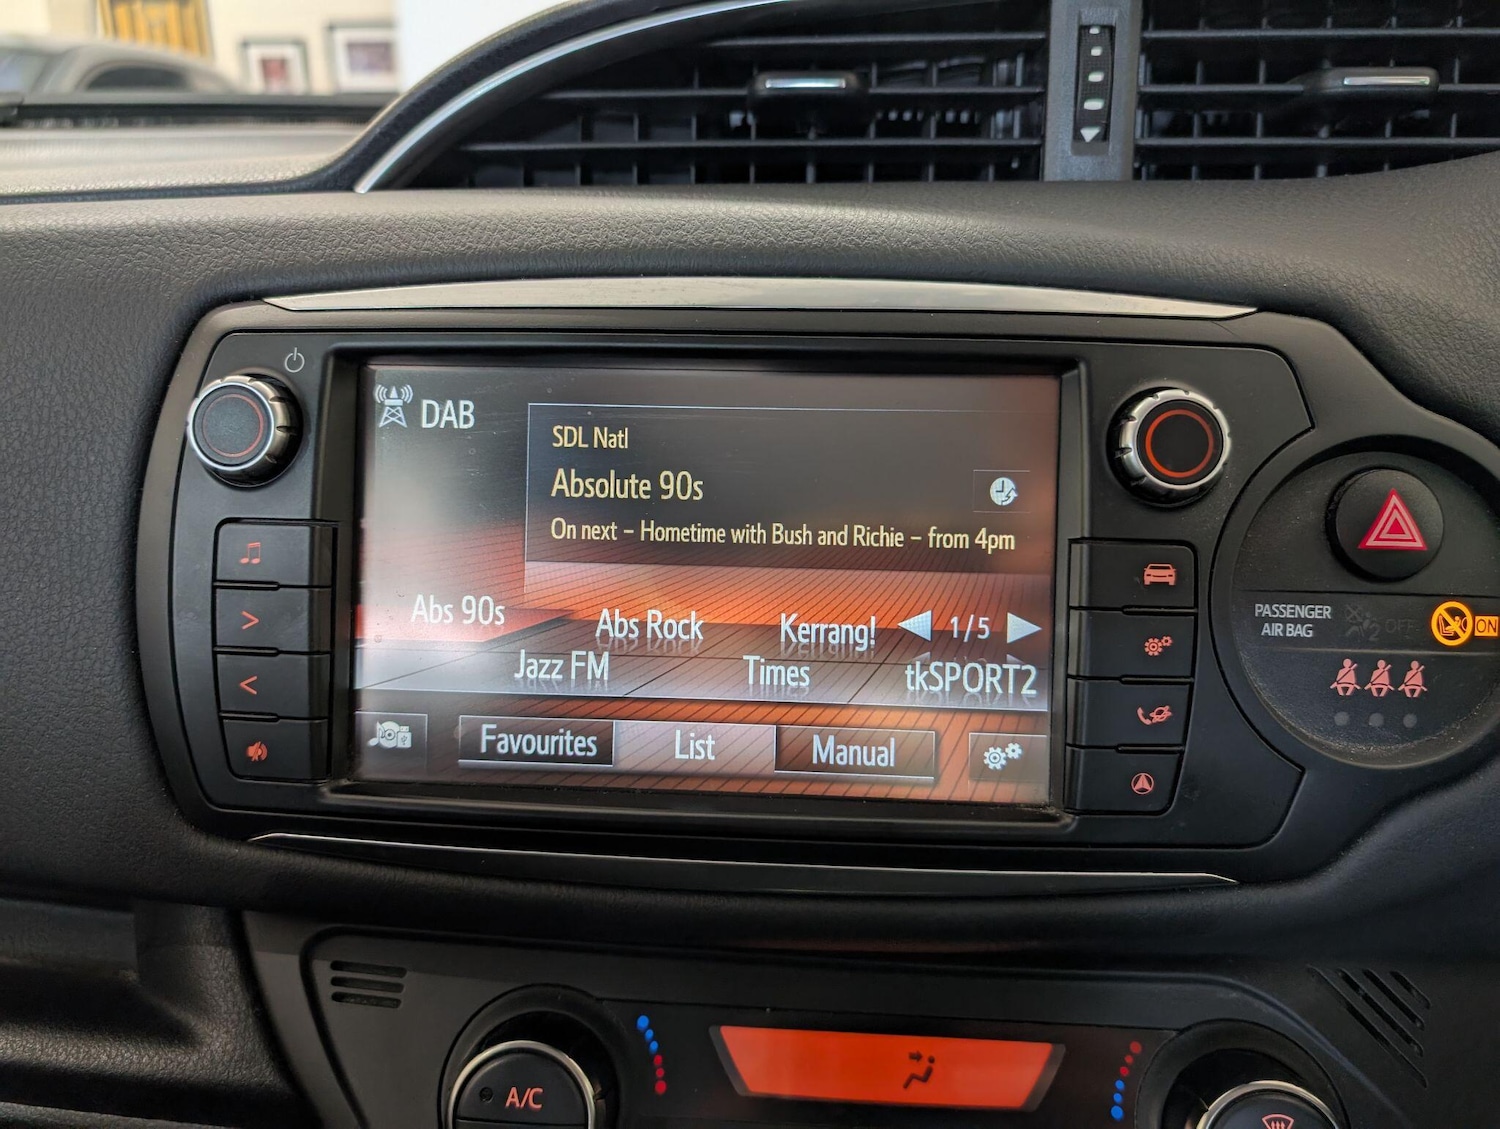 DAB
SDL Natl
Absolute 90s
On next – Hometime with Bush and Richie – from 4pm
Abs 90s Abs Rock Kerrang! 1/5
Jazz FM Times tkSPORT2
Favourites List Manual
PASSENGER
AIR BAG
OFF
ON
A/C